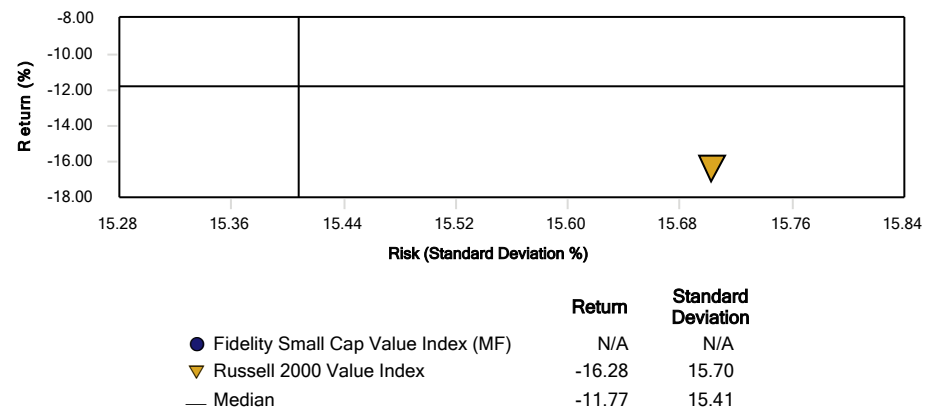 -8.00
-10.00
-12.00
-14.00
-16.00
-18.00
Return (%)
15.28 15.36 15.44 15.52 15.60 15.68 15.76 15.84
Risk (Standard Deviation %)
Return Standard Deviation
Fidelity Small Cap Value Index (MF) N/A N/A
Russell 2000 Value Index -16.28 15.70
Median -11.77 15.41